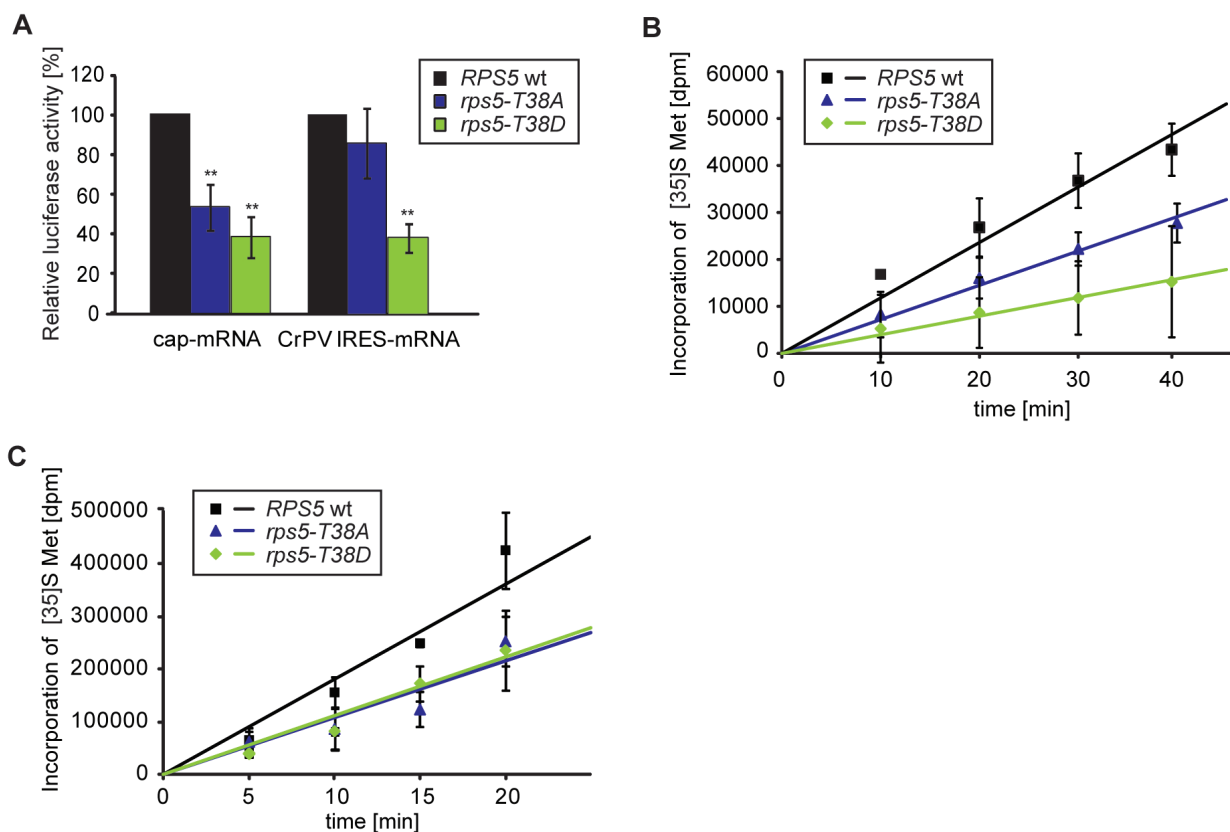 A
Relative luciferase activity [%]
120
100
80
60
40
20
0
** ** **
cap-mRNA CrPV IRES-mRNA
RPS5 wt
rps5-T38A
rps5-T38D
B
Incorporation of [35]S Met [dpm]
60000
50000
40000
30000
20000
10000
0
0 10 20 30 40
time [min]
RPS5 wt
rps5-T38A
rps5-T38D
C
Incorporation of [35]S Met [dpm]
500000
400000
300000
200000
100000
0
0 5 10 15 20
time [min]
RPS5 wt
rps5-T38A
rps5-T38D